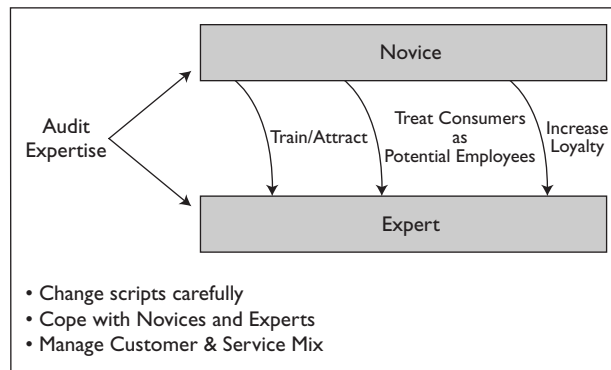 Novice
Audit
Expertise
Train/Attract
Treat Consumers
as
Potential Employees
Increase
Loyalty
Expert
• Change scripts carefully
• Cope with Novices and Experts
• Manage Customer & Service Mix